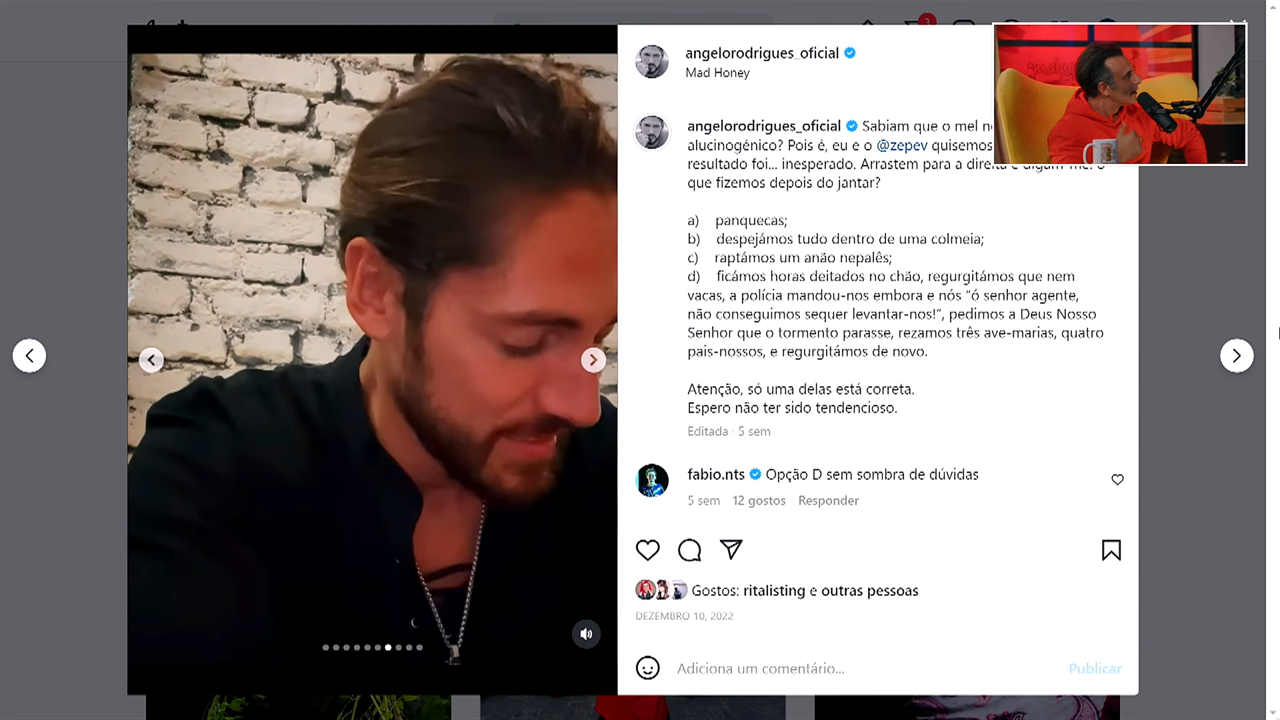 angelorodrigues_oficial
Mad Honey
angelorodrigues_oficial Sabiam que o mel
alucinogénico? Pois é, eu e o @zepev quisemos
resultado foi... inesperado. Arrastem para a direita e digam-me: o
que fizemos depois do jantar?
a) panquecas;
b) despejámos tudo dentro de uma colmeia;
c) raptámos um anão nepalês;
d) ficámos horas deitados no chão, regurgitámos que nem
vacas, a polícia mandou-nos embora e nós "ó senhor agente,
não conseguimos sequer levantar-nos!", pedimos a Deus Nosso
Senhor que o tormento parasse, rezamos três ave-marias, quatro
pais-nossos, e regurgitámos de novo.
Atenção, só uma delas está correta.
Espero não ter sido tendencioso.
Editada · 5 sem
fabio.nts Opção D sem sombra de dúvidas
5 sem 12 gostos Responder
Gostos: ritalisting e outras pessoas
DEZEMBRO 10, 2022
Adiciona um comentário... Publicar